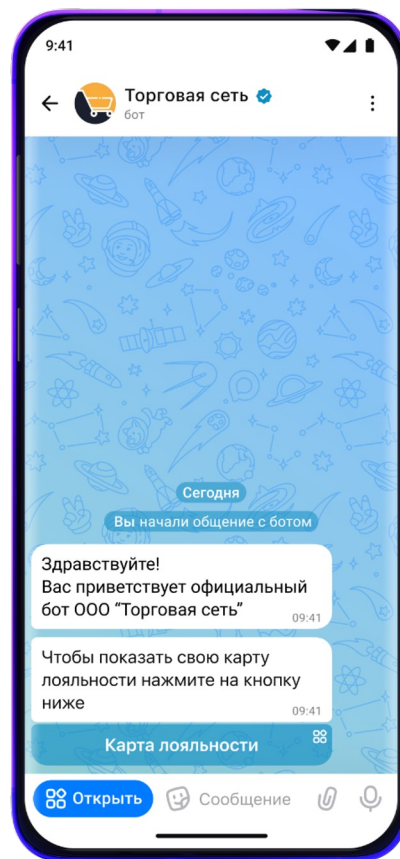 9:41
Торговая сеть
бот
Сегодня
Вы начали общение с ботом
Здравствуйте!
Вас приветствует официальный
бот ООО “Торговая сеть”
09:41
Чтобы показать свою карту
лояльности нажмите на кнопку
ниже
09:41
Карта лояльности
Открыть
Сообщение